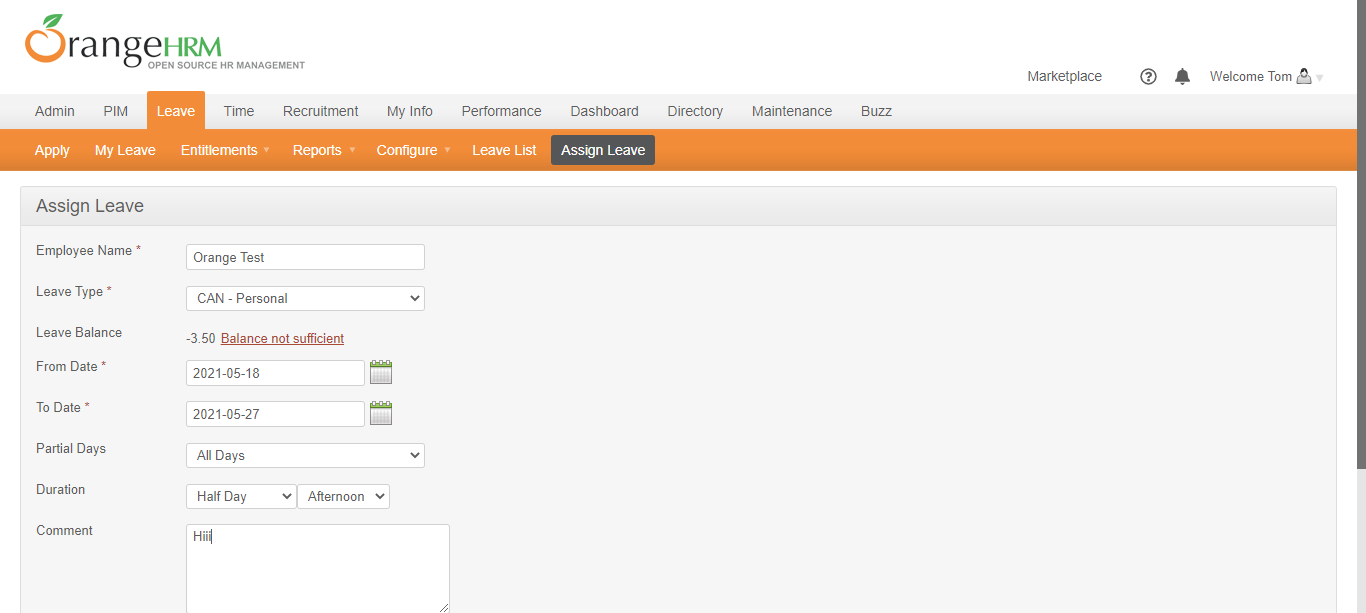 OrangeHRM
OPEN SOURCE HR MANAGEMENT
Marketplace ? Welcome Tom
Admin PIM Leave Time Recruitment My Info Performance Dashboard Directory Maintenance Buzz
Apply My Leave Entitlements Reports Configure Leave List Assign Leave
Assign Leave
Employee Name * Orange Test
Leave Type * CAN - Personal
Leave Balance -3.50 Balance not sufficient
From Date * 2021-05-18
To Date * 2021-05-27
Partial Days All Days
Duration Half Day Afternoon
Comment Hiii